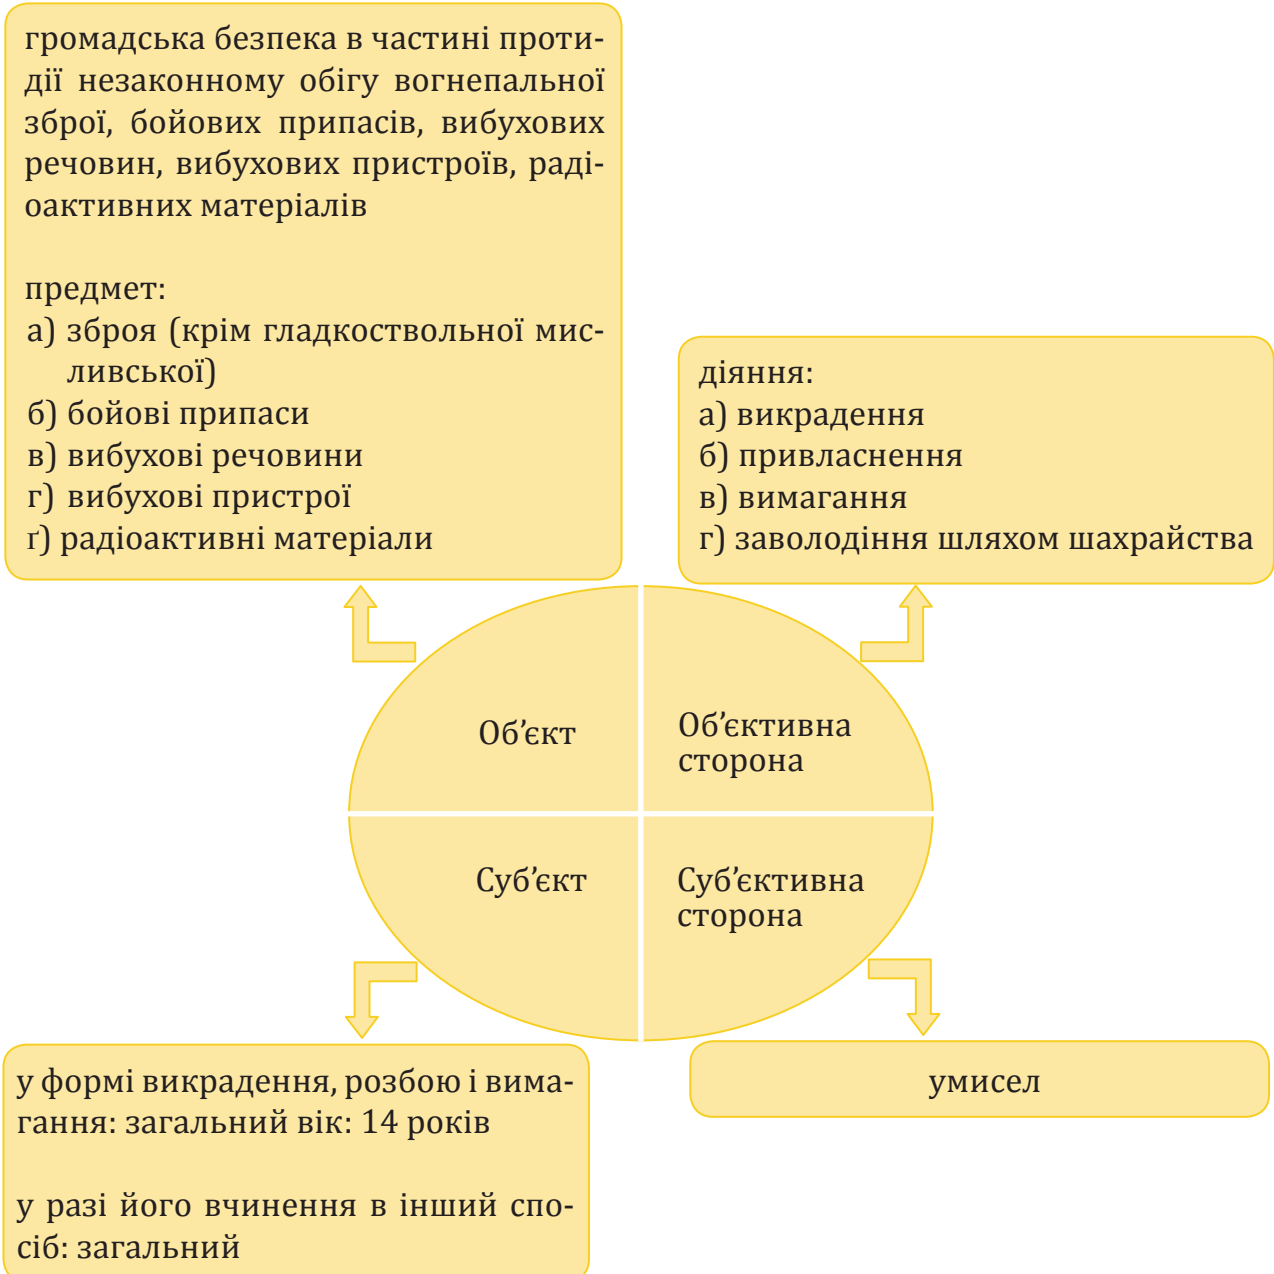 громадська безпека в частині проти-
дії незаконному обігу вогнепальної
зброї, бойових припасів, вибухових
речовин, вибухових пристроїв, раді-
оактивних матеріалів
предмет:
а) зброя (крім гладкоствольної мис-
ливської)
б) бойові припаси
в) вибухові речовини
г) вибухові пристрої
ґ) радіоактивні матеріали
діяння:
а) викрадення
б) привласнення
в) вимагання
г) заволодіння шляхом шахрайства
Об’єкт
Об’єктивна
сторона
Суб’єкт
Суб’єктивна
сторона
у формі викрадення, розбою і вима-
гання: загальний вік: 14 років
у разі його вчинення в інший спо-
сіб: загальний
умисел